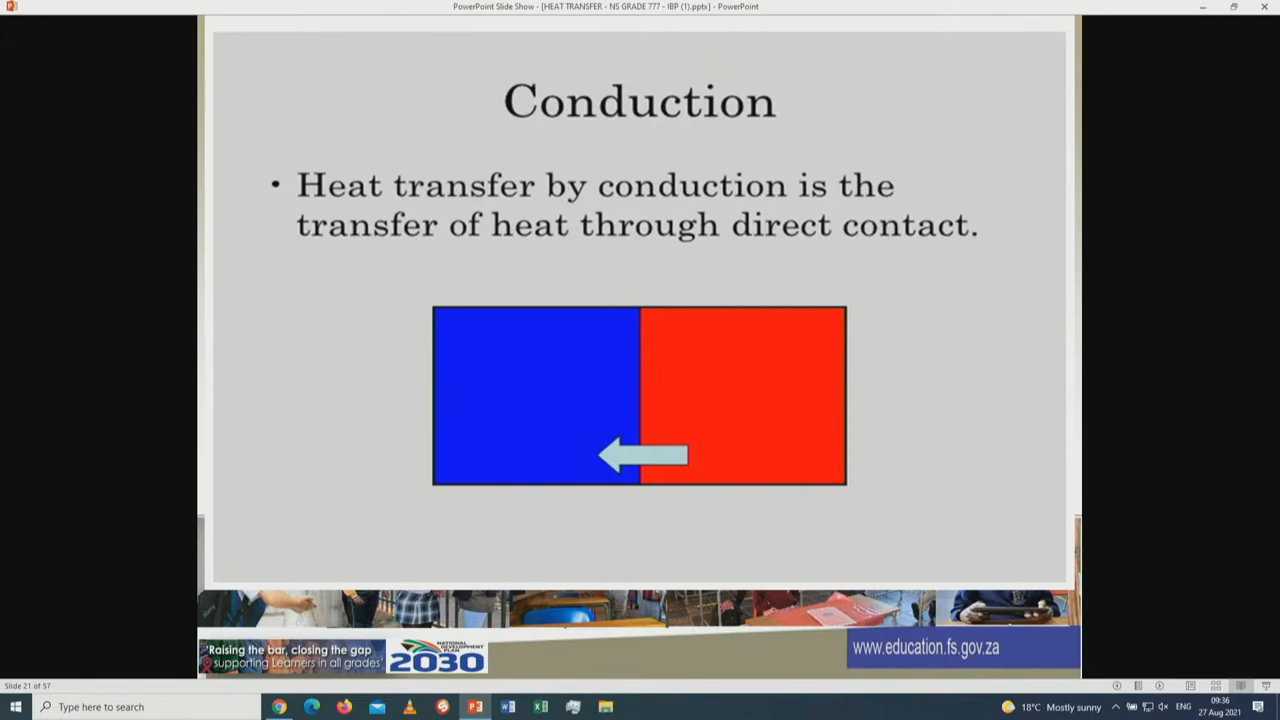 PowerPoint Slide Show - [HEAT TRANSFER - NS GRADE 777 - IBP (1).pptx] - PowerPoint
Conduction
• Heat transfer by conduction is the
transfer of heat through direct contact.
'Raising the bar, closing the gap
supporting Learners in all grades'
NATIONAL
DEVELOPMENT
PLAN
2030
www.education.fs.gov.za
Slide 21 of 57
Type here to search
18°C Mostly sunny
ENG
09:36
27 Aug 2021